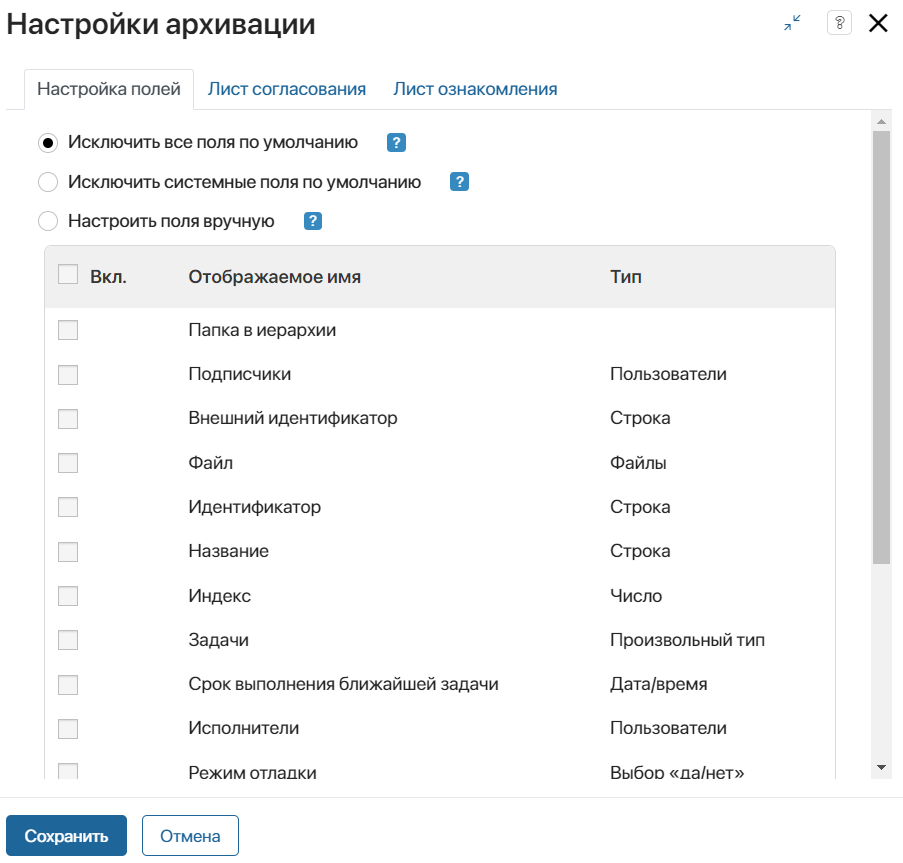 Настройки архивации
?
Настройка полей Лист согласования Лист ознакомления
Исключить все поля по умолчанию ?
Исключить системные поля по умолчанию ?
Настроить поля вручную ?
Вкл. Отображаемое имя Тип
Папка в иерархии
Подписчики Пользователи
Внешний идентификатор Строка
Файл Файлы
Идентификатор Строка
Название Строка
Индекс Число
Задачи Произвольный тип
Срок выполнения ближайшей задачи Дата/время
Исполнители Пользователи
Режим отладки Выбор «да/нет»
Сохранить Отмена